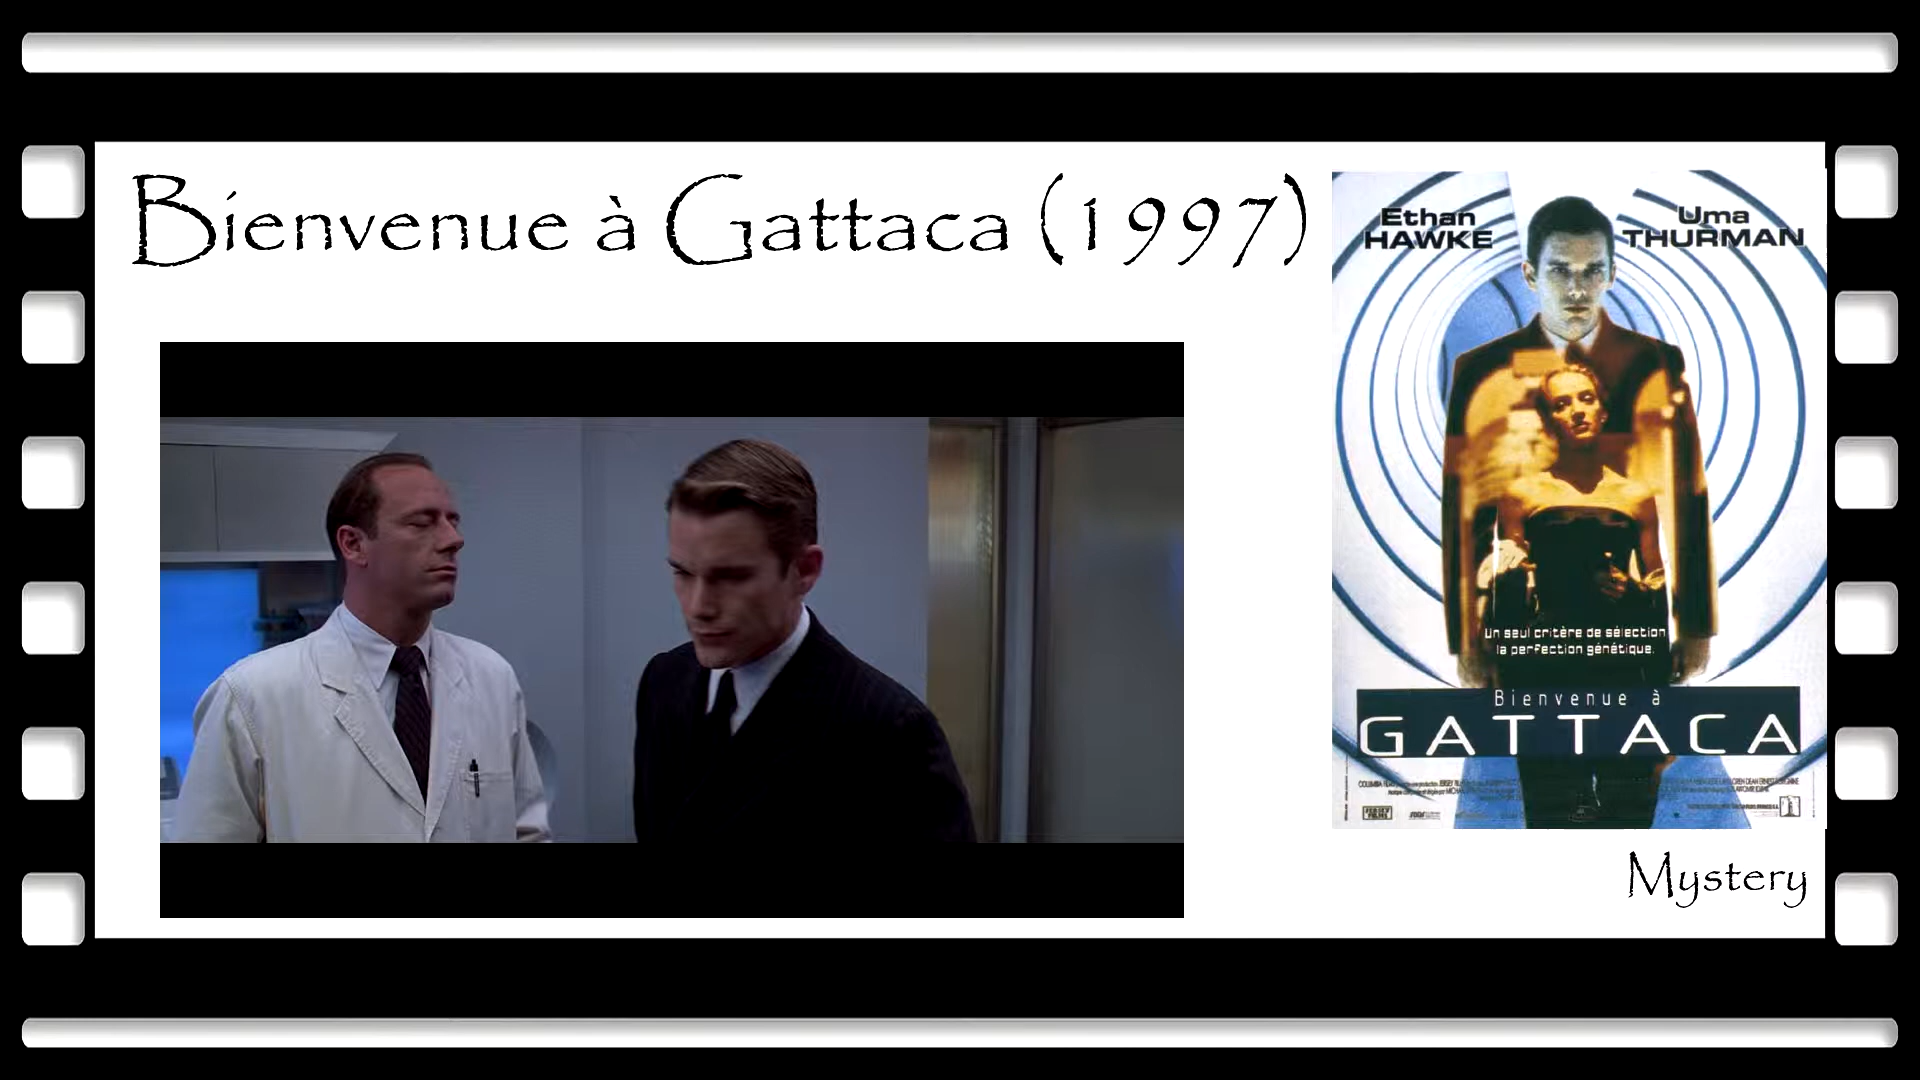 Bienvenue à Gattaca (1997)
Ethan
HAWKE
Uma
THURMAN
Un seul critère de sélection
la perfection génétique.
Bienvenue à
GATTACA
Mystery